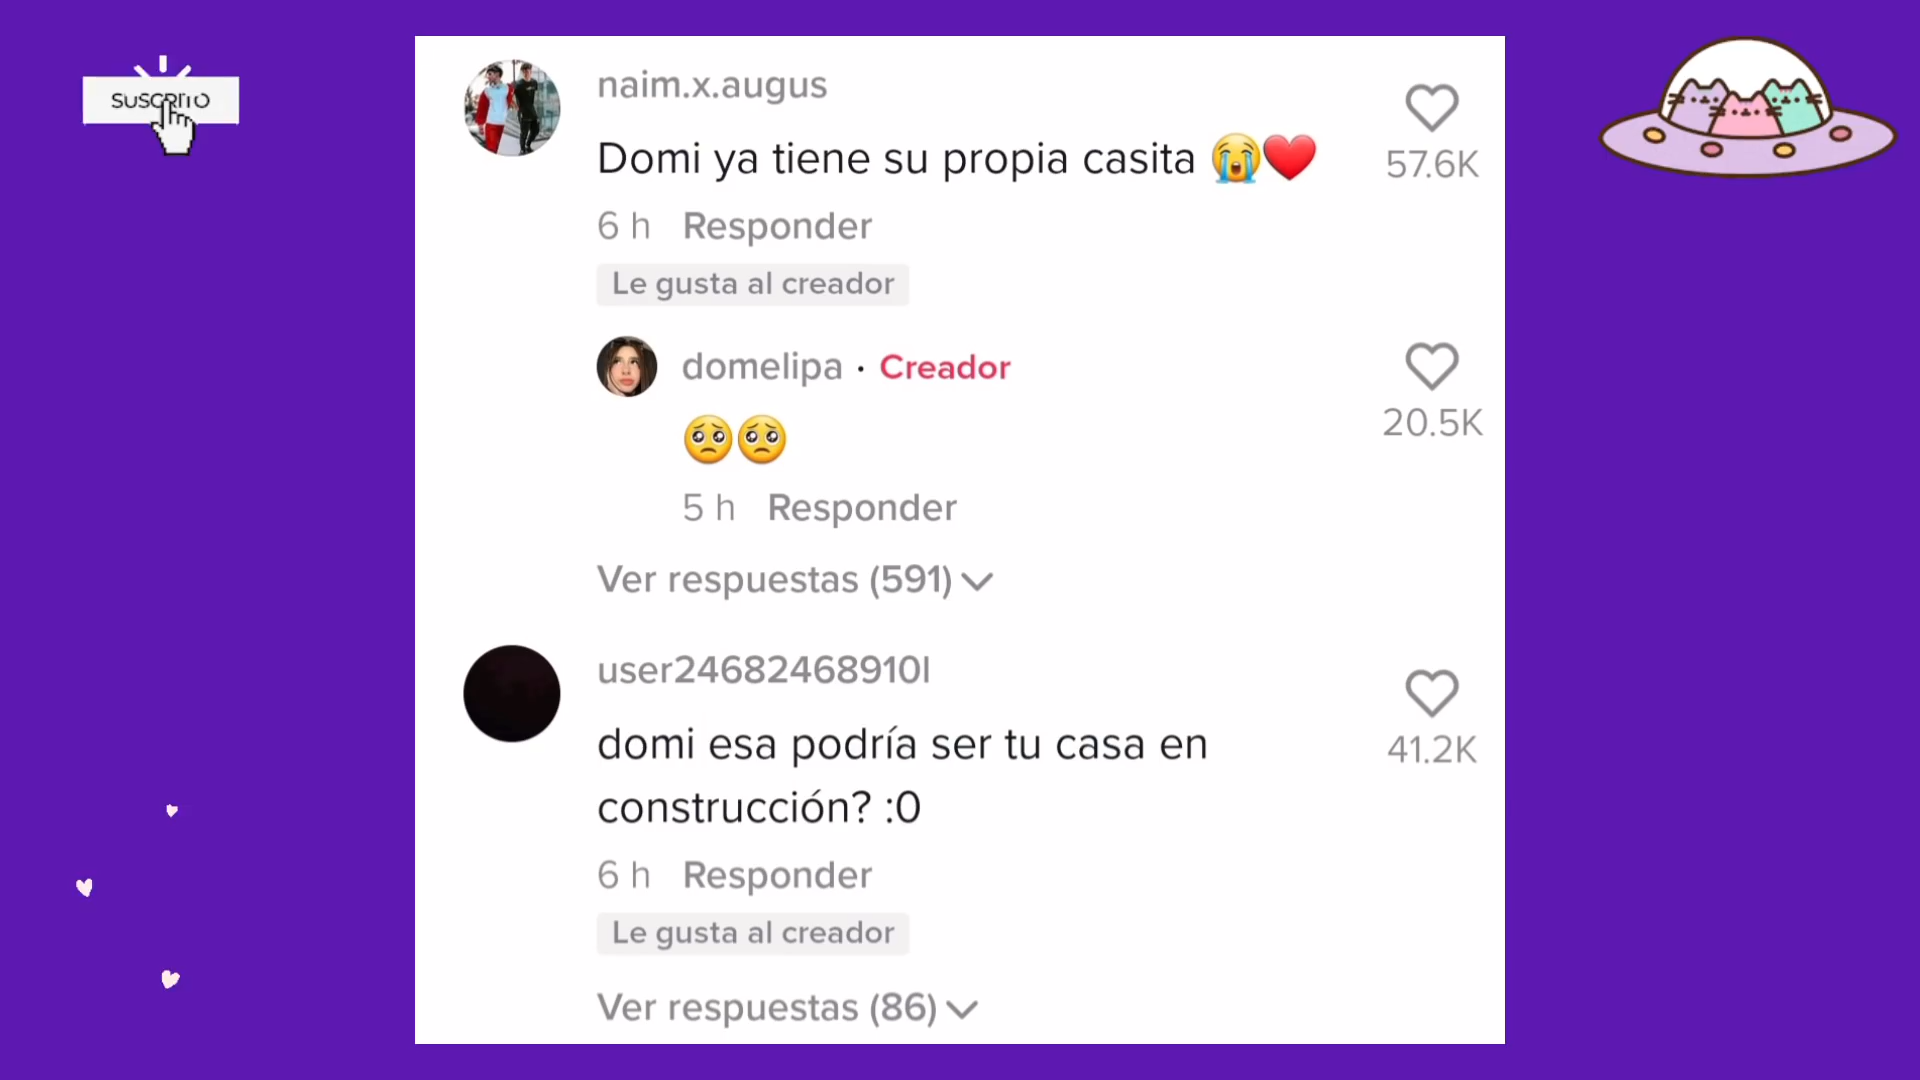 SUSCRITO
naim.x.augus
Domi ya tiene su propia casita 😭❤️
57.6K
6 h Responder
Le gusta al creador
domelipa · Creador
🥺🥺
20.5K
5 h Responder
Ver respuestas (591)
user24682468910l
domi esa podría ser tu casa en
construcción? :0
41.2K
6 h Responder
Le gusta al creador
Ver respuestas (86)